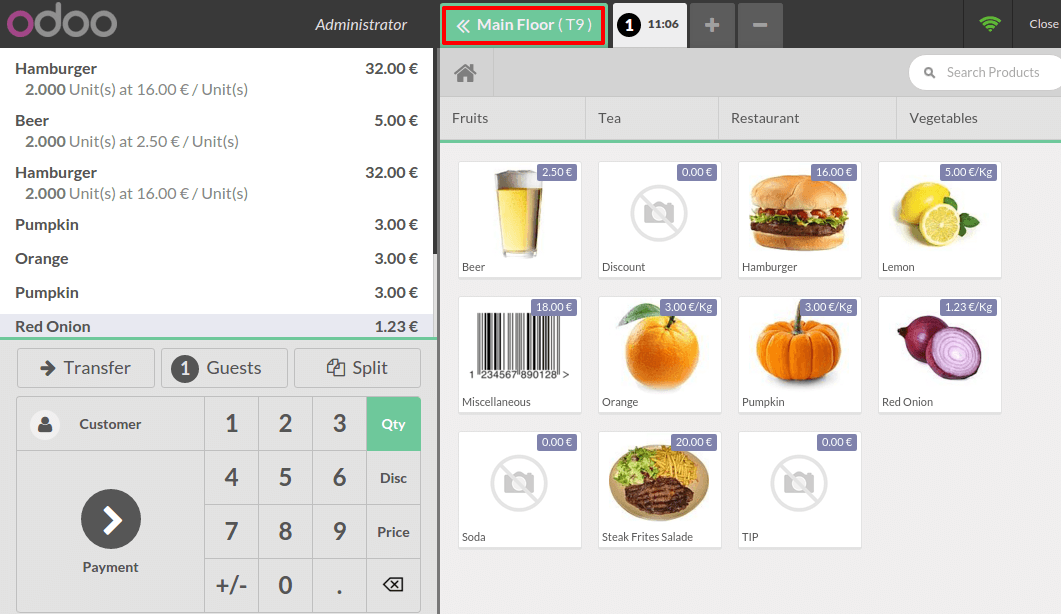 odoo
Administrator
Main Floor ( T9 )
1 11:06
Close
Hamburger 32.00 €
2.000 Unit(s) at 16.00 € / Unit(s)
Beer 5.00 €
2.000 Unit(s) at 2.50 € / Unit(s)
Hamburger 32.00 €
2.000 Unit(s) at 16.00 € / Unit(s)
Pumpkin 3.00 €
Orange 3.00 €
Pumpkin 3.00 €
Red Onion 1.23 €
Transfer 1 Guests Split
Customer 1 2 3 Qty
4 5 6 Disc
7 8 9 Price
Payment
+/- 0 .
Search Products
Fruits Tea Restaurant Vegetables
2.50 € 0.00 € 16.00 € 5.00 €/Kg
Beer Discount Hamburger Lemon
18.00 € 3.00 €/Kg 3.00 €/Kg 1.23 €/Kg
1 234567 890128 >
Miscellaneous Orange Pumpkin Red Onion
0.00 € 20.00 € 0.00 €
Soda Steak Frites Salade TIP